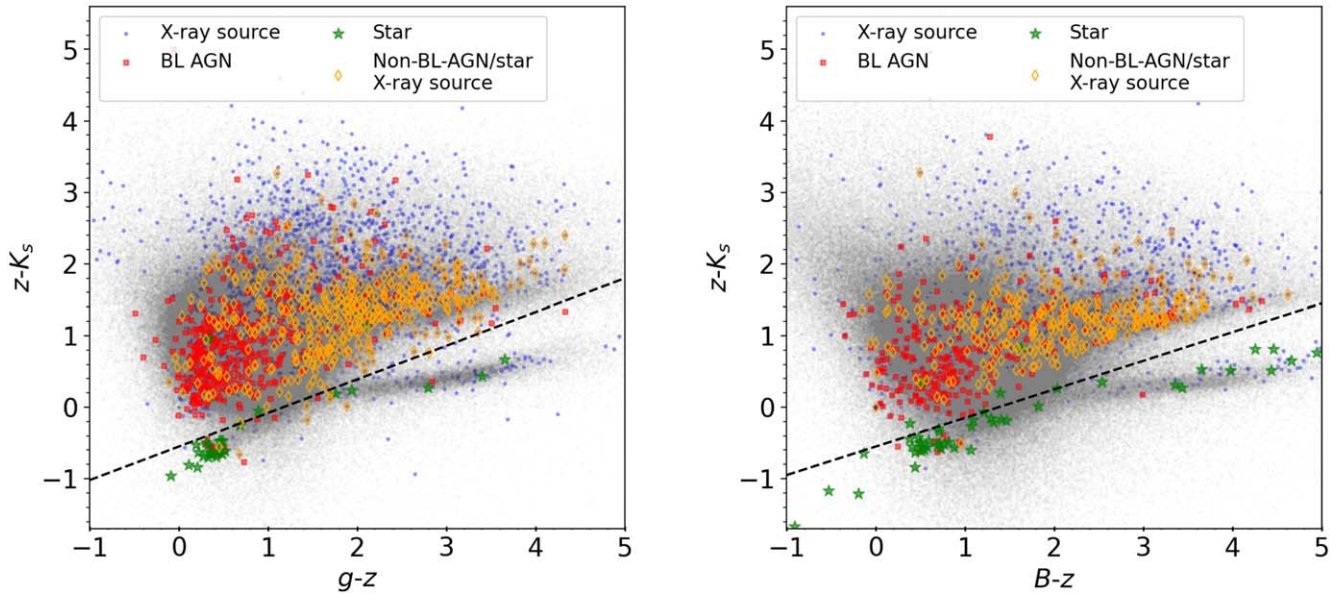 X-ray source
BL AGN
Star
Non-BL-AGN/star
X-ray source
5
4
3
2
1
0
−1
z-Ks
−1 0 1 2 3 4 5
g-z
X-ray source
BL AGN
Star
Non-BL-AGN/star
X-ray source
5
4
3
2
1
0
−1
z-Ks
−1 0 1 2 3 4 5
B-z